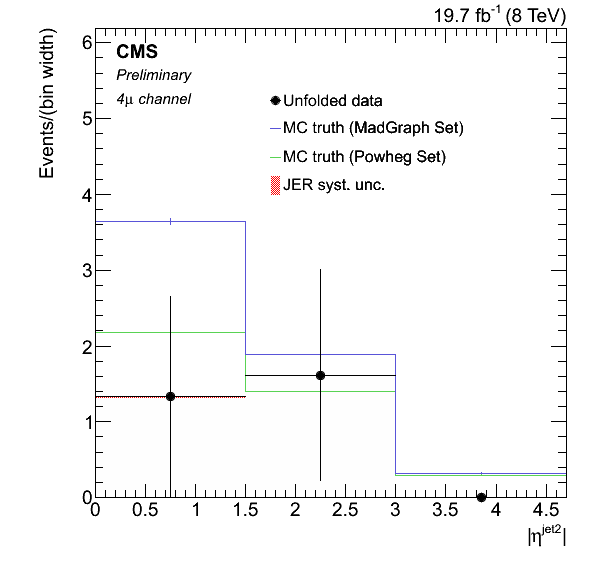 19.7 fb⁻¹ (8 TeV)
CMS
Preliminary
4μ channel
Unfolded data
MC truth (MadGraph Set)
MC truth (Powheg Set)
JER syst. unc.
Events/(bin width)
6
5
4
3
2
1
0
0 0.5 1 1.5 2 2.5 3 3.5 4 4.5
|η^jet2|